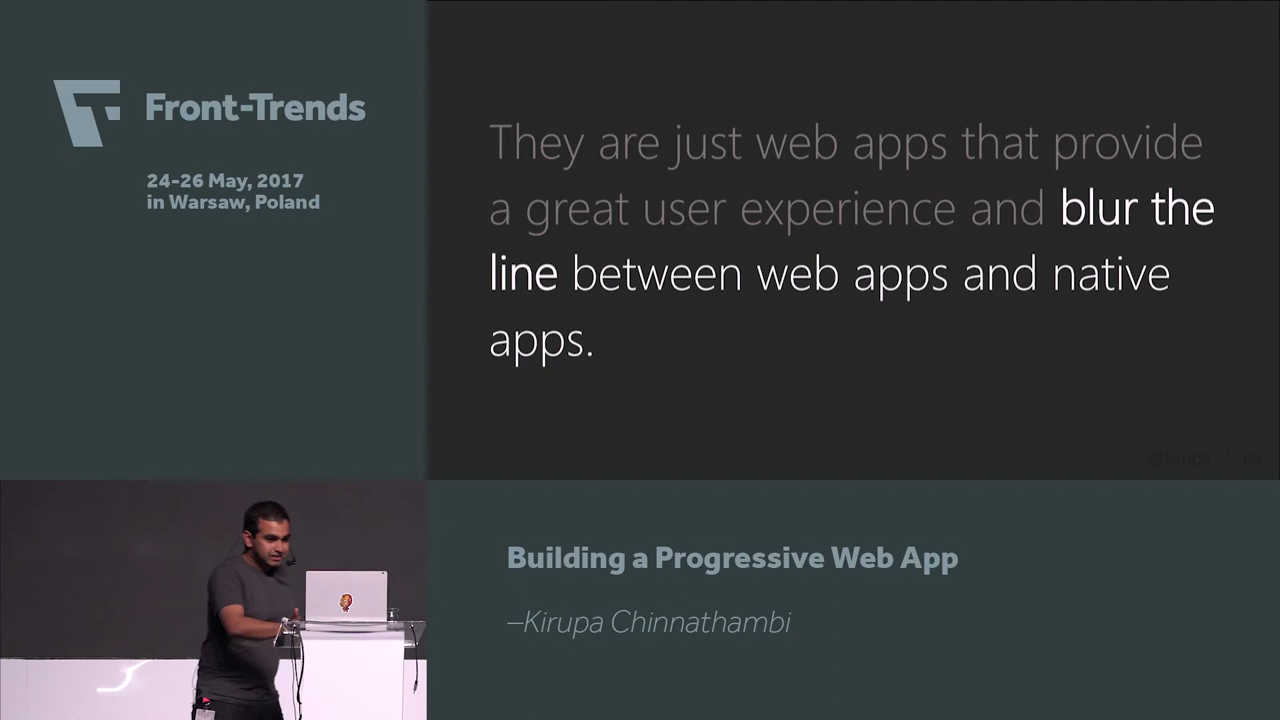 Front-Trends
24-26 May, 2017
in Warsaw, Poland
They are just web apps that provide
a great user experience and blur the
line between web apps and native
apps.
@kirupa
Building a Progressive Web App
–Kirupa Chinnathambi